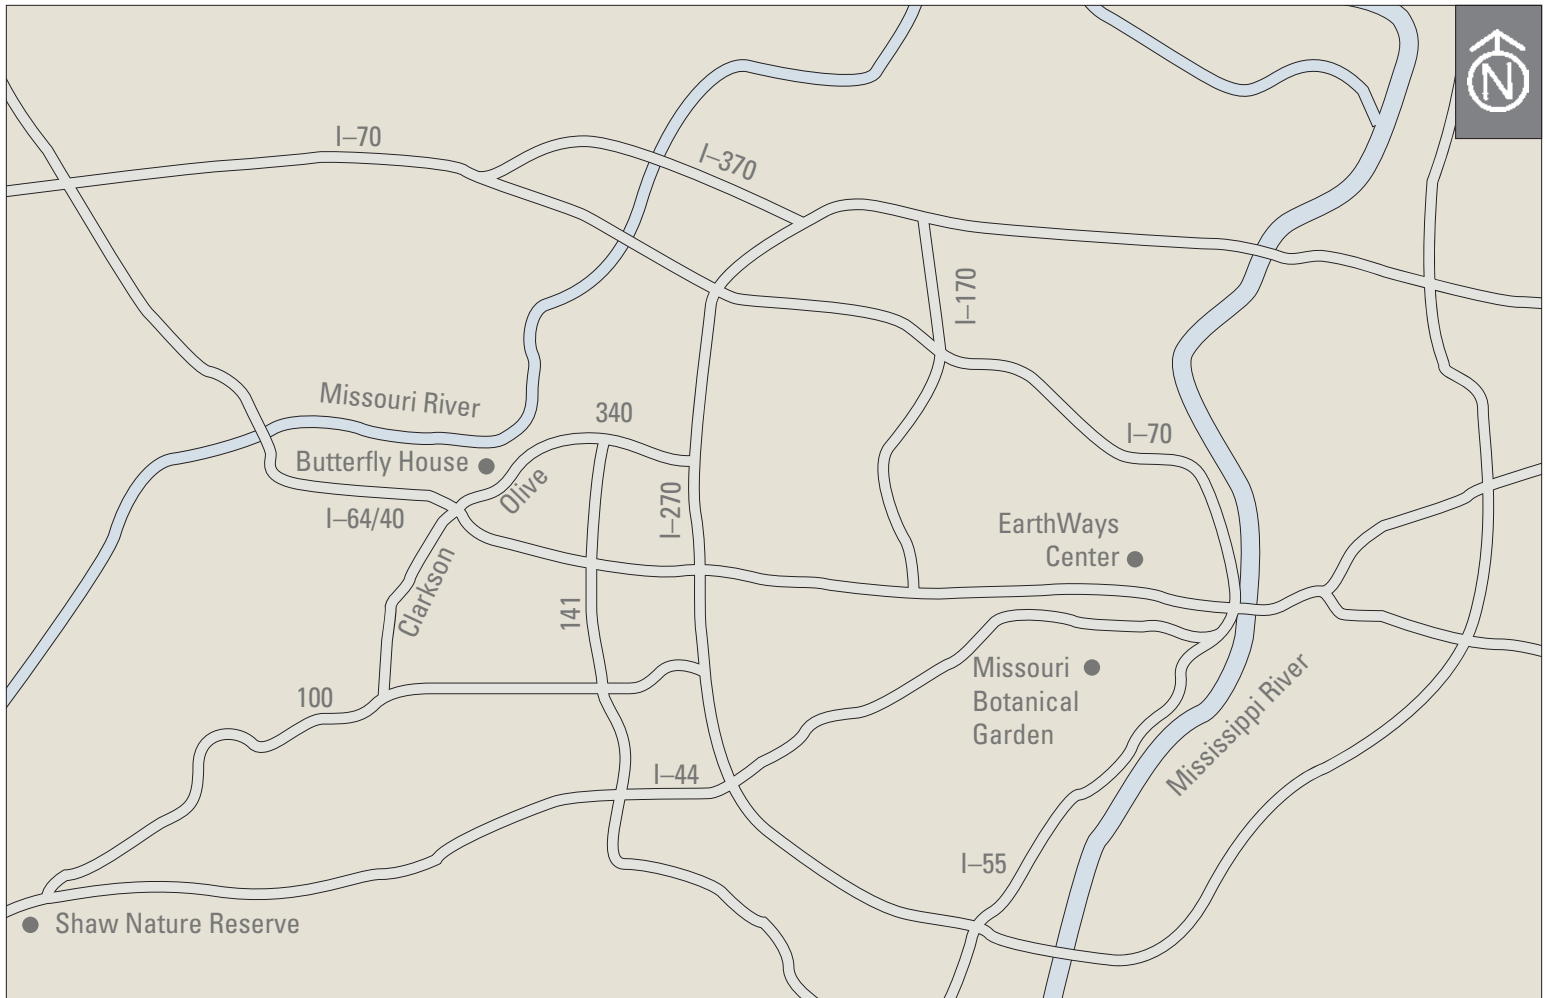 N
I–70
I–370
I–170
Missouri River
340
I–70
Butterfly House
Olive
I–270
I–64/40
EarthWays
Center
Clarkson
141
Missouri
Botanical
Garden
100
Mississippi River
I–44
I–55
Shaw Nature Reserve